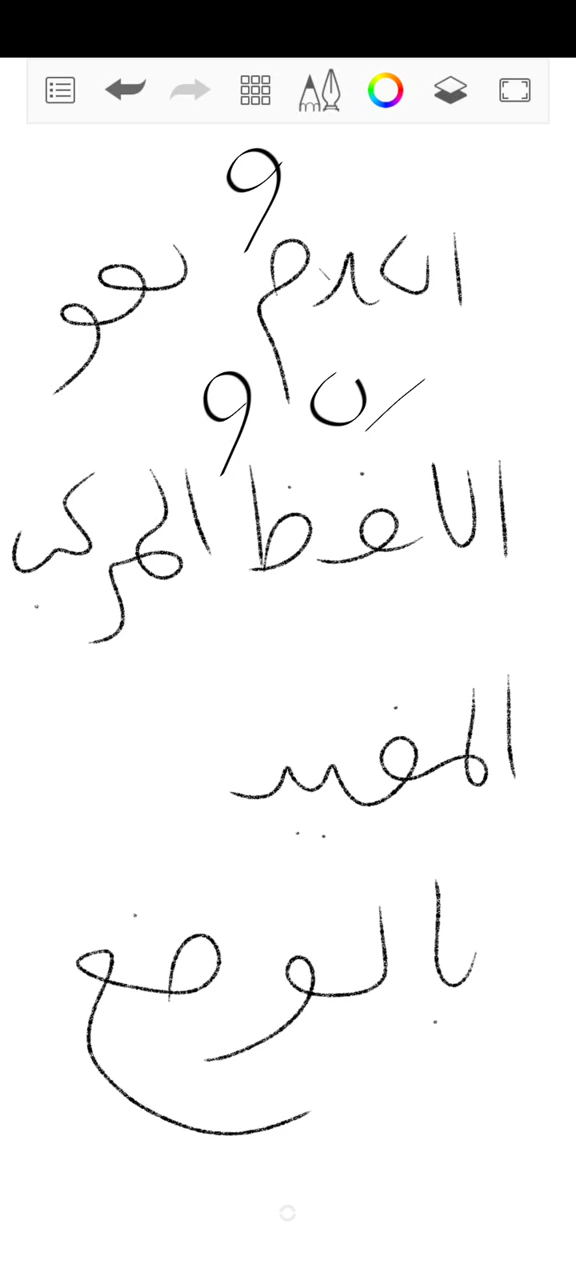 الكلامُ هو
اللفظُ المركب
المفيد
بالوضع